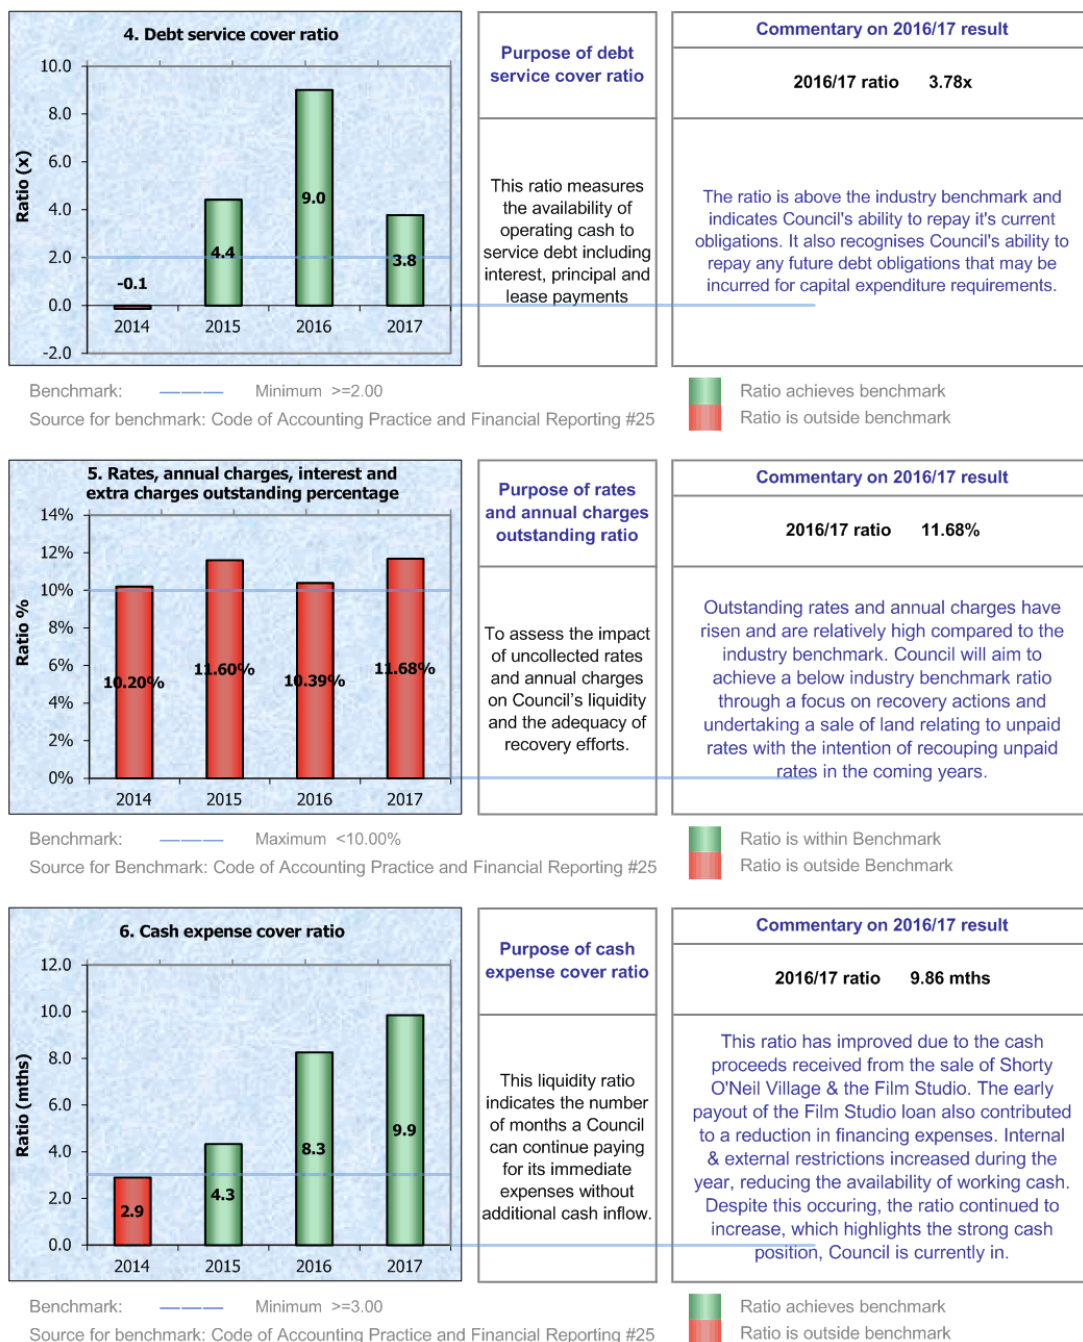 4. Debt service cover ratio
10.0
8.0
6.0
4.0
2.0
0.0
-2.0
Ratio (x)
-0.1
4.4
9.0
3.8
2014
2015
2016
2017
Purpose of debt
service cover ratio
This ratio measures
the availability of
operating cash to
service debt including
interest, principal and
lease payments
Commentary on 2016/17 result
2016/17 ratio 3.78x
The ratio is above the industry benchmark and
indicates Council's ability to repay it's current
obligations. It also recognises Council's ability to
repay any future debt obligations that may be
incurred for capital expenditure requirements.
Benchmark: Minimum >=2.00
Source for benchmark: Code of Accounting Practice and Financial Reporting #25
Ratio achieves benchmark
Ratio is outside benchmark
5. Rates, annual charges, interest and
extra charges outstanding percentage
14%
12%
10%
8%
6%
4%
2%
0%
Ratio %
10.20%
11.60%
10.39%
11.68%
2014
2015
2016
2017
Purpose of rates
and annual charges
outstanding ratio
To assess the impact
of uncollected rates
and annual charges
on Council's liquidity
and the adequacy of
recovery efforts.
Commentary on 2016/17 result
2016/17 ratio 11.68%
Outstanding rates and annual charges have
risen and are relatively high compared to the
industry benchmark. Council will aim to
achieve a below industry benchmark ratio
through a focus on recovery actions and
undertaking a sale of land relating to unpaid
rates with the intention of recouping unpaid
rates in the coming years.
Benchmark: Maximum <10.00%
Source for Benchmark: Code of Accounting Practice and Financial Reporting #25
Ratio is within Benchmark
Ratio is outside Benchmark
6. Cash expense cover ratio
12.0
10.0
8.0
6.0
4.0
2.0
0.0
Ratio (mths)
2.9
4.3
8.3
9.9
2014
2015
2016
2017
Purpose of cash
expense cover ratio
This liquidity ratio
indicates the number
of months a Council
can continue paying
for its immediate
expenses without
additional cash inflow.
Commentary on 2016/17 result
2016/17 ratio 9.86 mths
This ratio has improved due to the cash
proceeds received from the sale of Shorty
O'Neil Village & the Film Studio. The early
payout of the Film Studio loan also contributed
to a reduction in financing expenses. Internal
& external restrictions increased during the
year, reducing the availability of working cash.
Despite this occuring, the ratio continued to
increase, which highlights the strong cash
position, Council is currently in.
Benchmark: Minimum >=3.00
Source for benchmark: Code of Accounting Practice and Financial Reporting #25
Ratio achieves benchmark
Ratio is outside benchmark